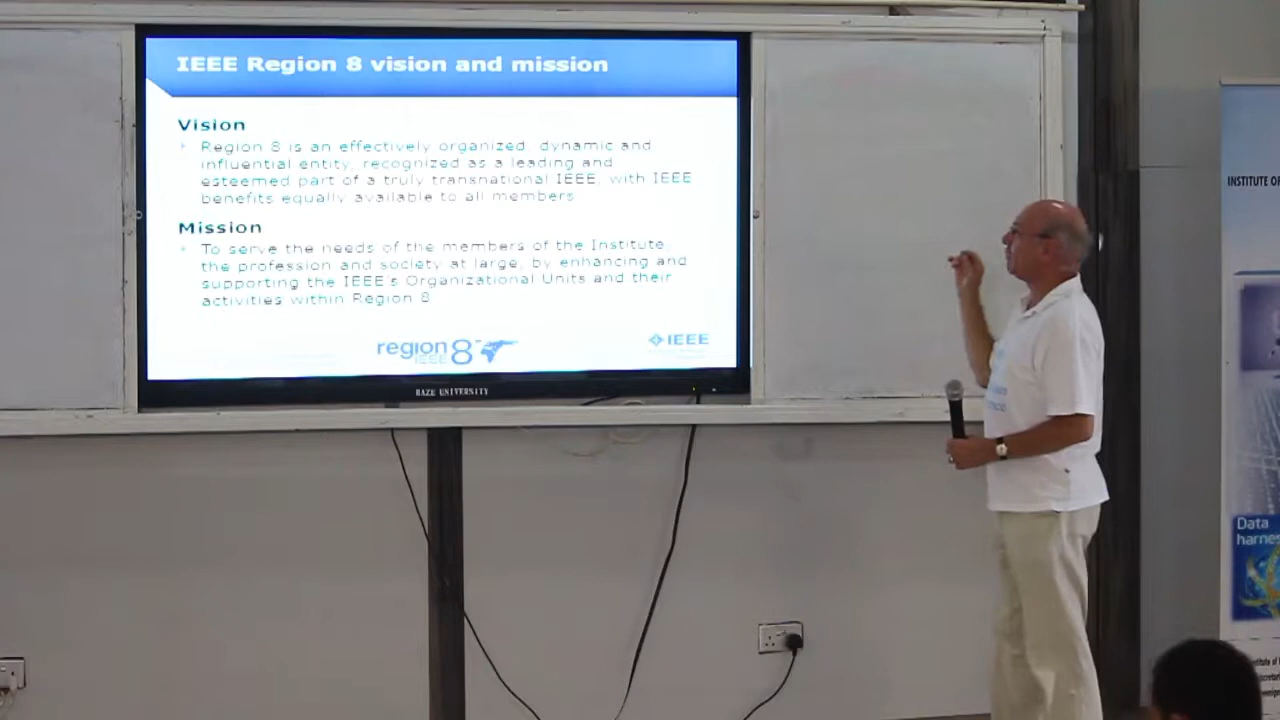 IEEE Region 8 vision and mission
Vision
Region 8 is an effectively organized, dynamic and
influential entity, recognized as a leading and
esteemed part of a truly transnational IEEE, with IEEE
benefits equally available to all members
Mission
To serve the needs of the members of the Institute
the profession and society at large, by enhancing and
supporting the IEEE's Organizational Units and their
activities within Region 8
region 8
IEEE
IEEE
BAZE UNIVERSITY
INSTITUTE OF
Data
harnes